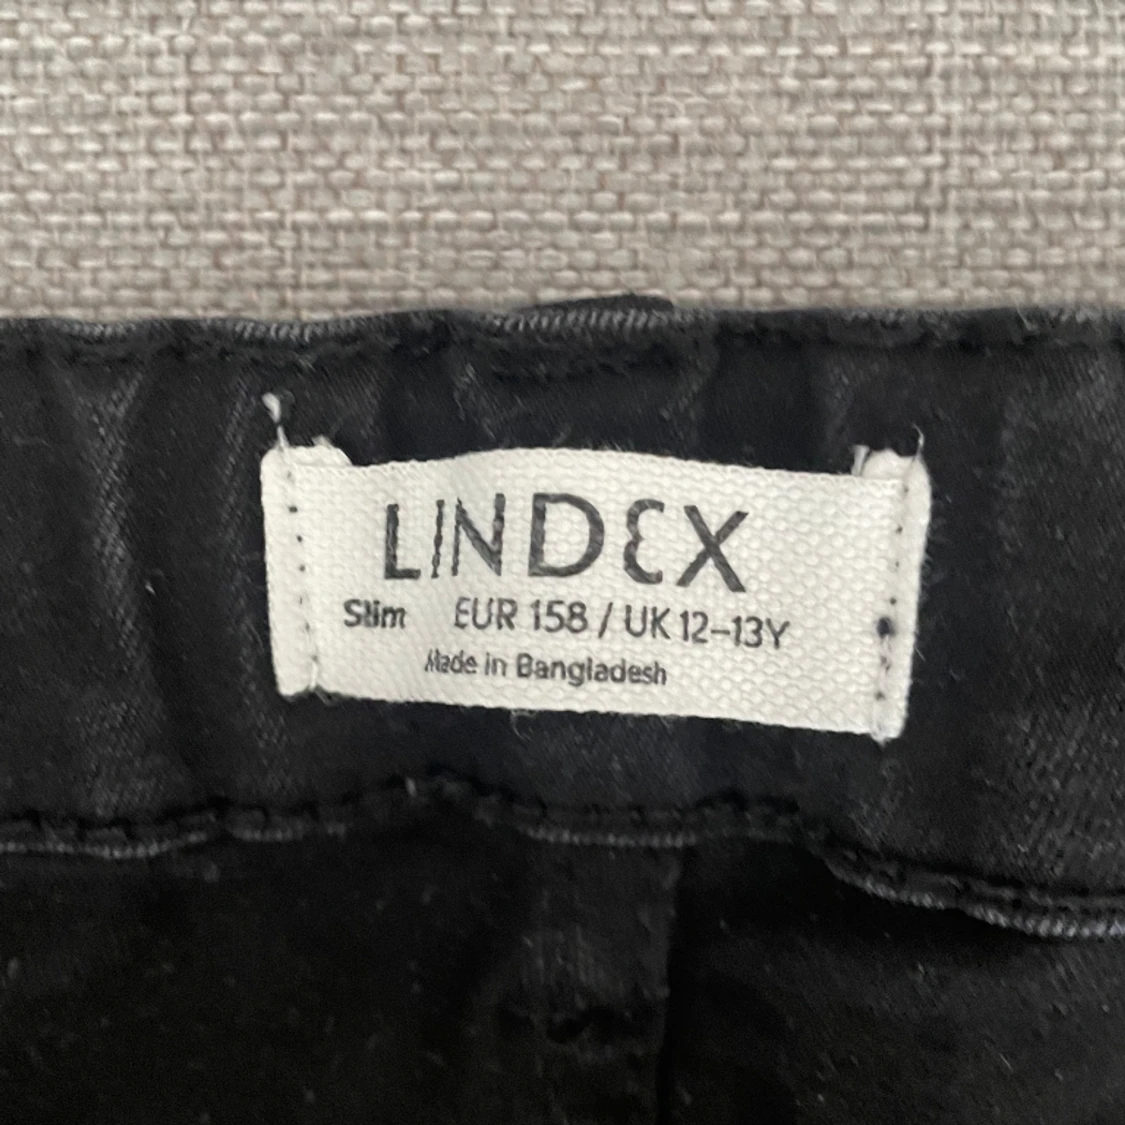 LINDEX
Slim EUR 158 / UK 12–13Y
Made in Bangladesh